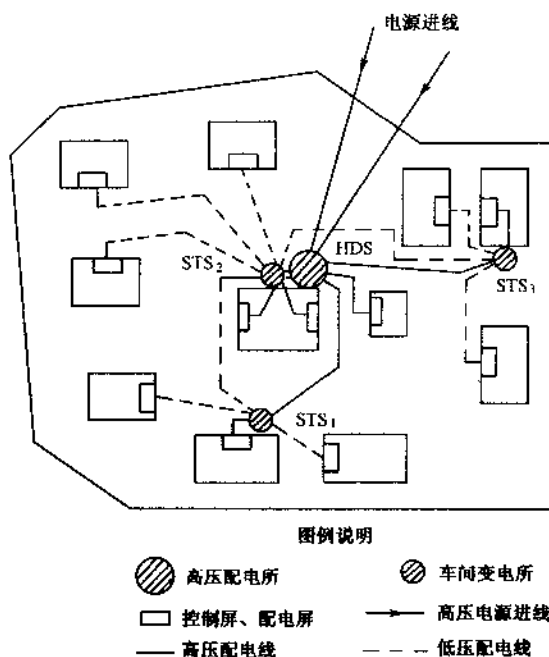 电源进线
HDS
STS₂
STS₃
STS₁
图例说明
高压配电所
车间变电所
控制屏、配电屏
高压电源进线
高压配电线
低压配电线